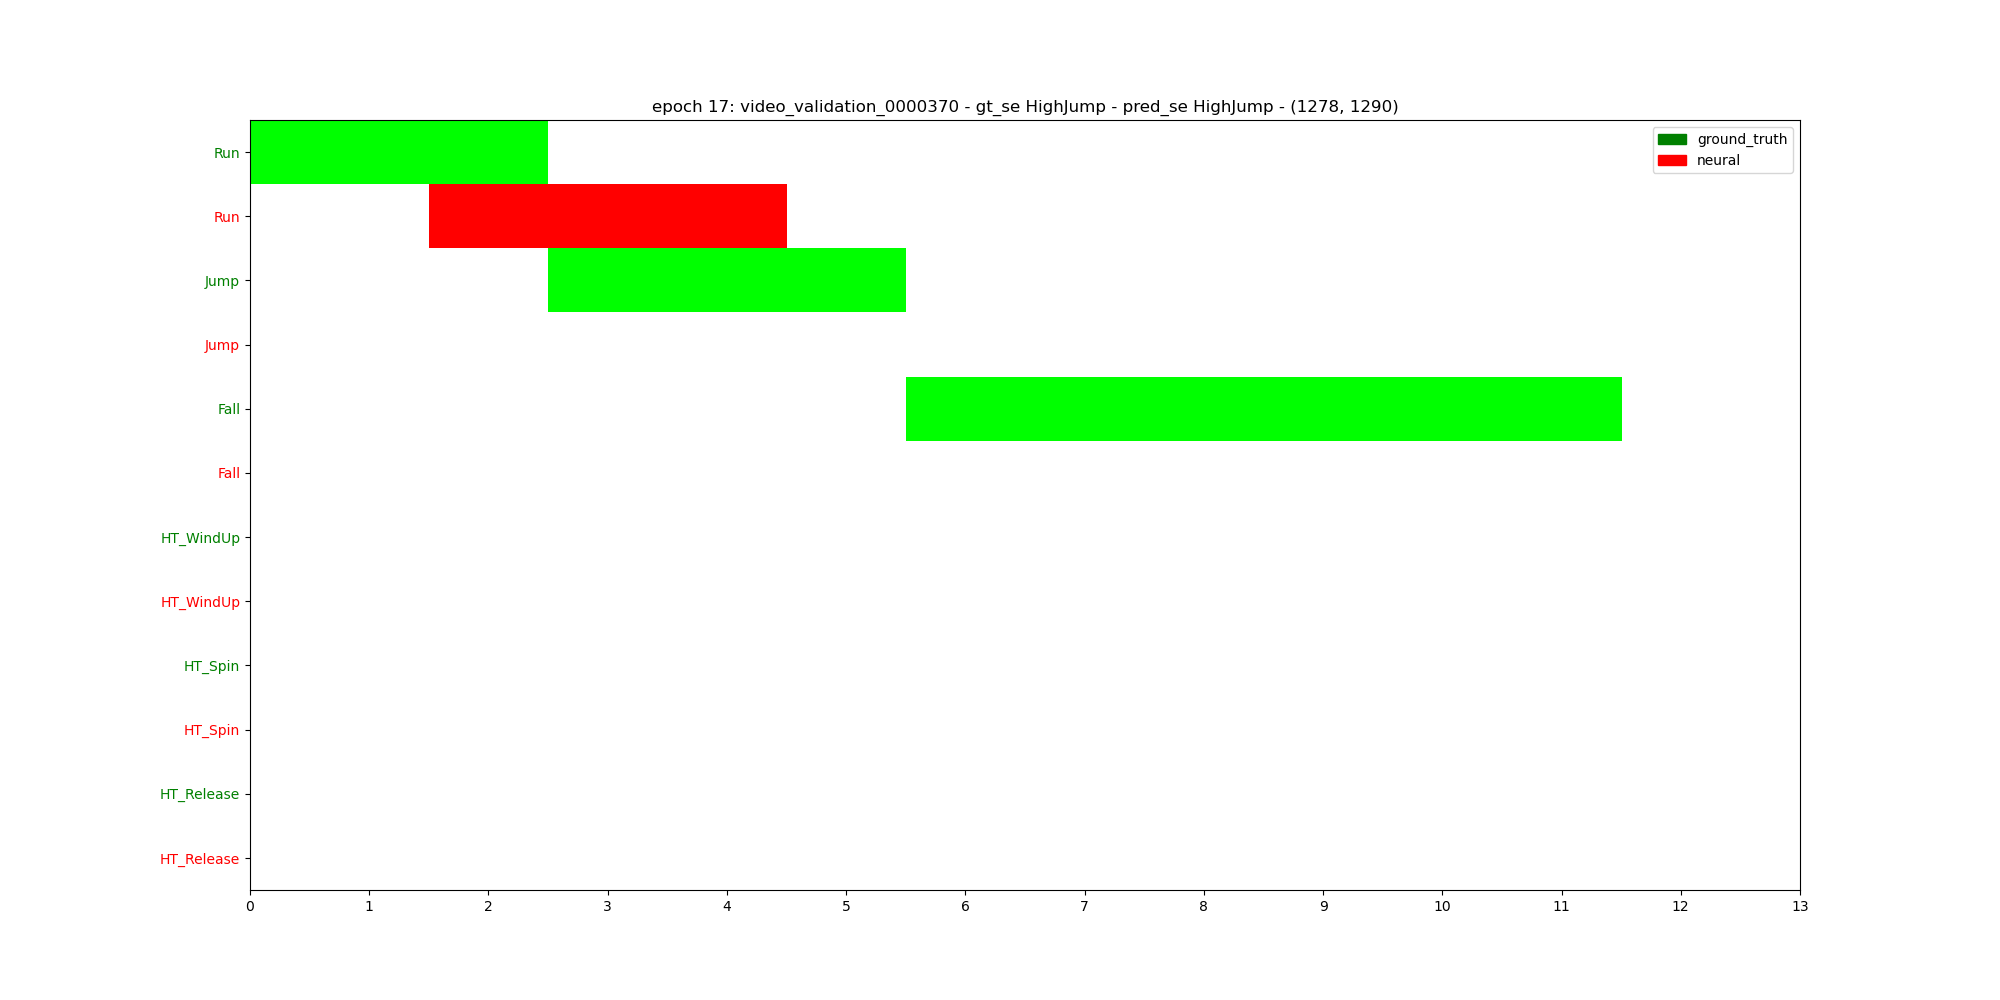 epoch 17: video_validation_0000370 - gt_se HighJump - pred_se HighJump - (1278, 1290)
ground_truth
neural
Run
Run
Jump
Jump
Fall
Fall
HT_WindUp
HT_WindUp
HT_Spin
HT_Spin
HT_Release
HT_Release
0 1 2 3 4 5 6 7 8 9 10 11 12 13